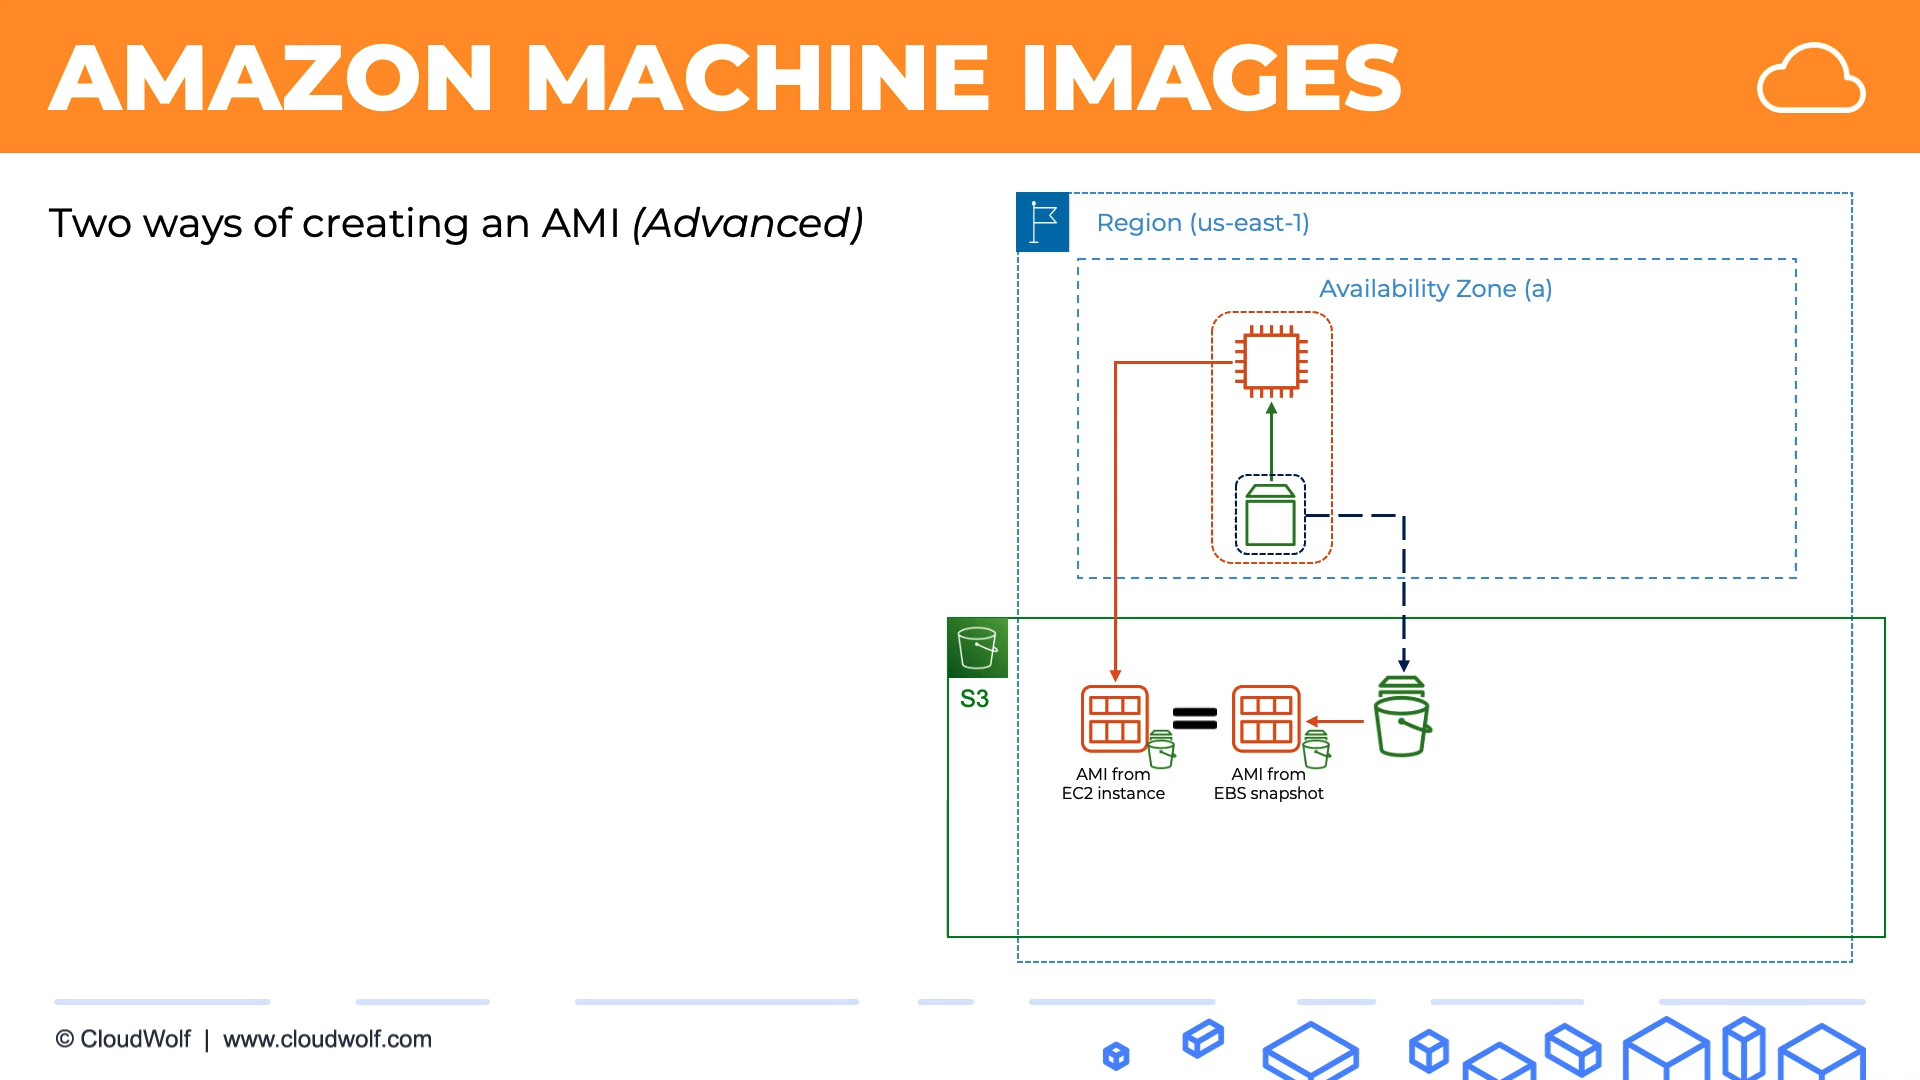 AMAZON MACHINE IMAGES
Two ways of creating an AMI (Advanced)
Region (us-east-1)
Availability Zone (a)
S3
AMI from
EC2 instance
AMI from
EBS snapshot
© CloudWolf | www.cloudwolf.com